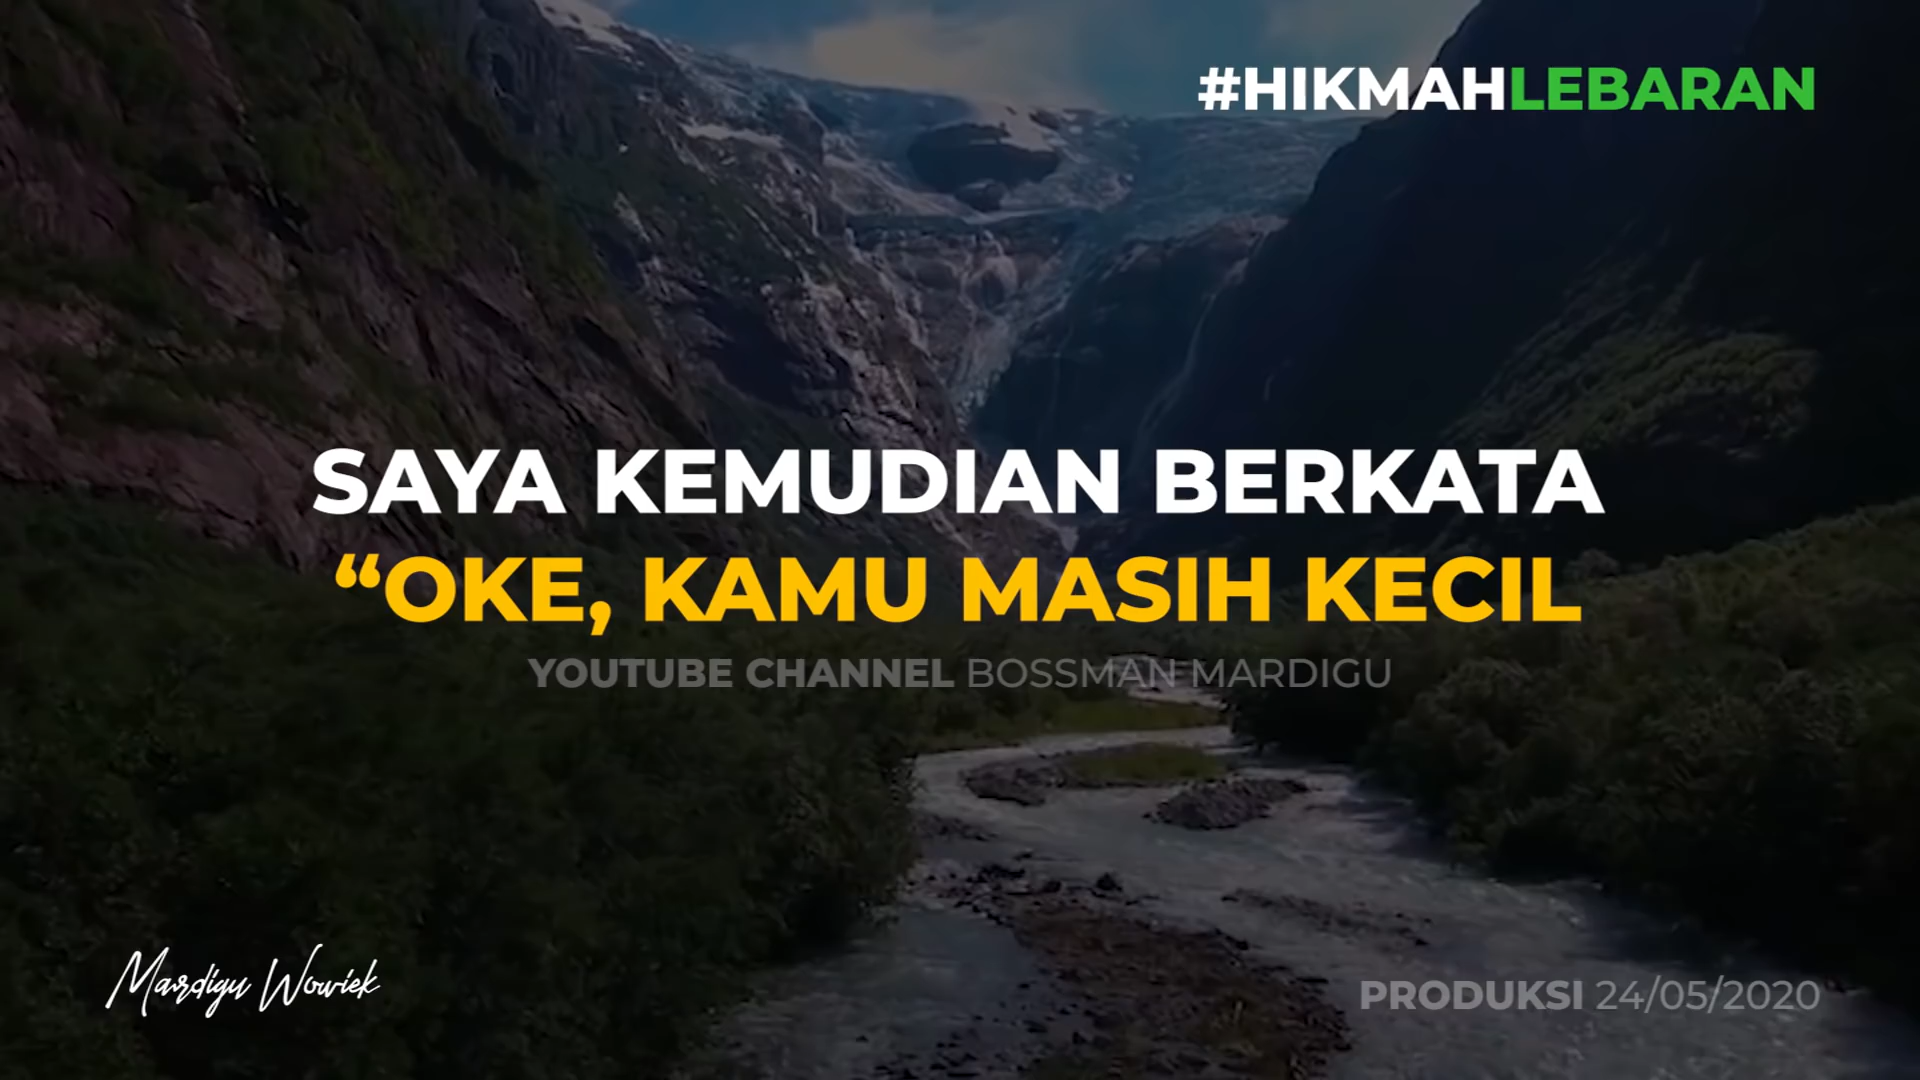 #HIKMAHLEBARAN
SAYA KEMUDIAN BERKATA
“OKE, KAMU MASIH KECIL
YOUTUBE CHANNEL BOSSMAN MARDIGU
Mardigu Wowiek
PRODUKSI 24/05/2020